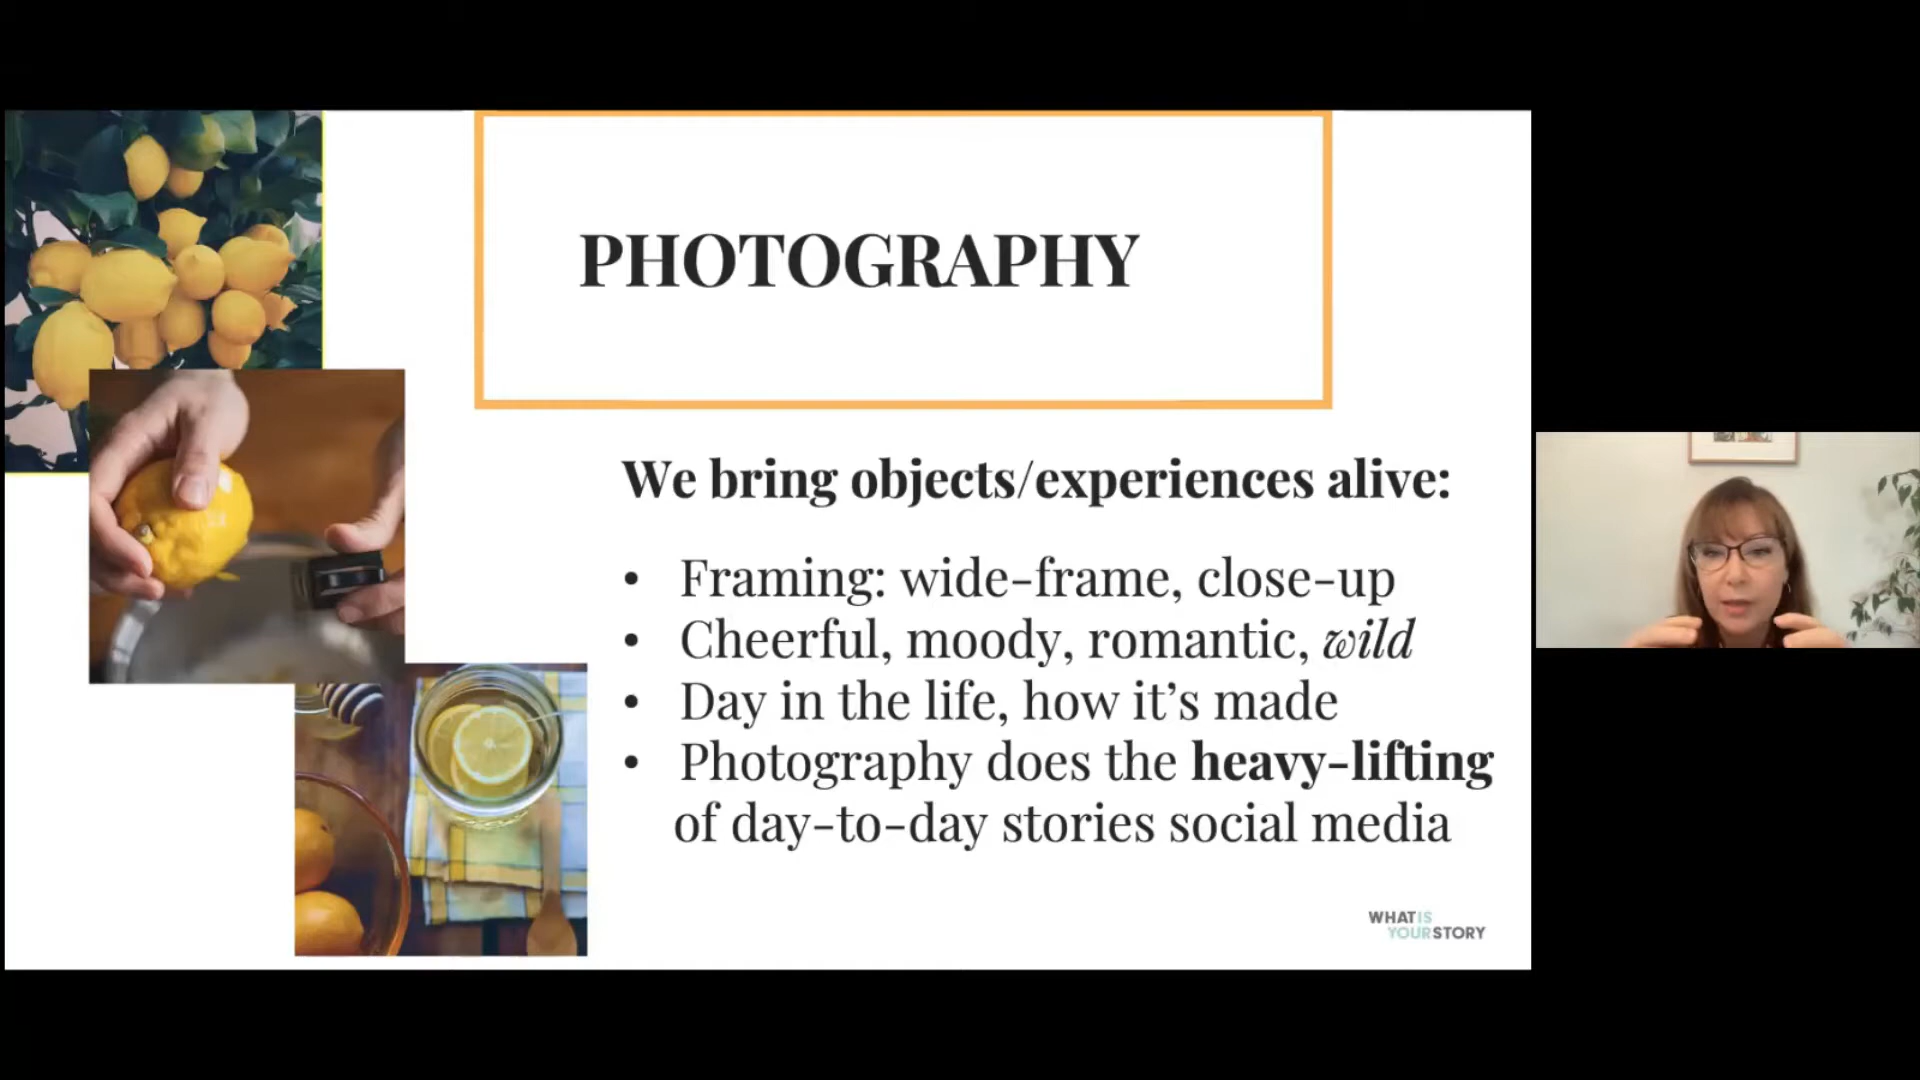 PHOTOGRAPHY
We bring objects/experiences alive:
• Framing: wide-frame, close-up
• Cheerful, moody, romantic, wild
• Day in the life, how it’s made
• Photography does the heavy-lifting
of day-to-day stories social media
WHAT IS
YOUR STORY